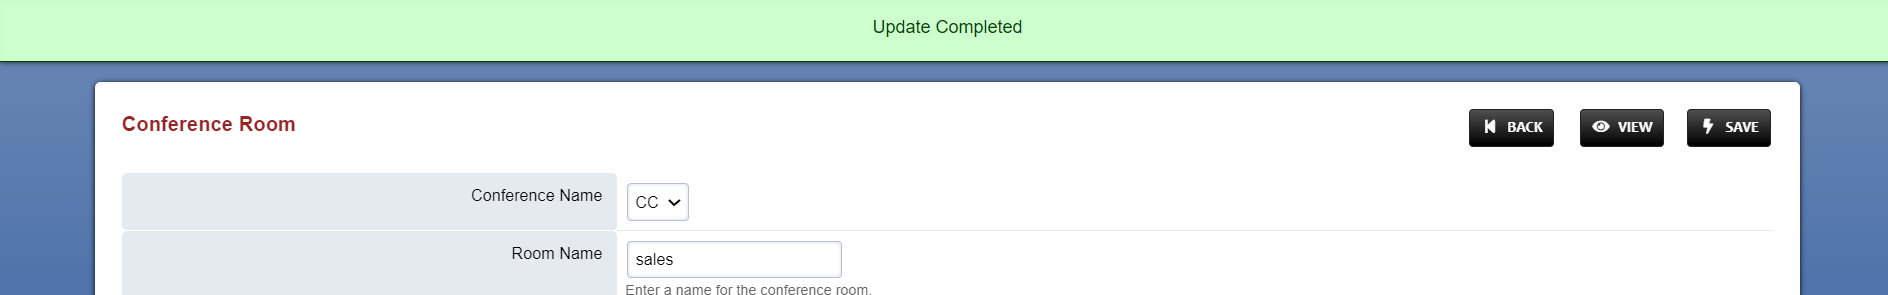 Update Completed
Conference Room
BACK
VIEW
SAVE
Conference Name
CC
Room Name
sales
Enter a name for the conference room.